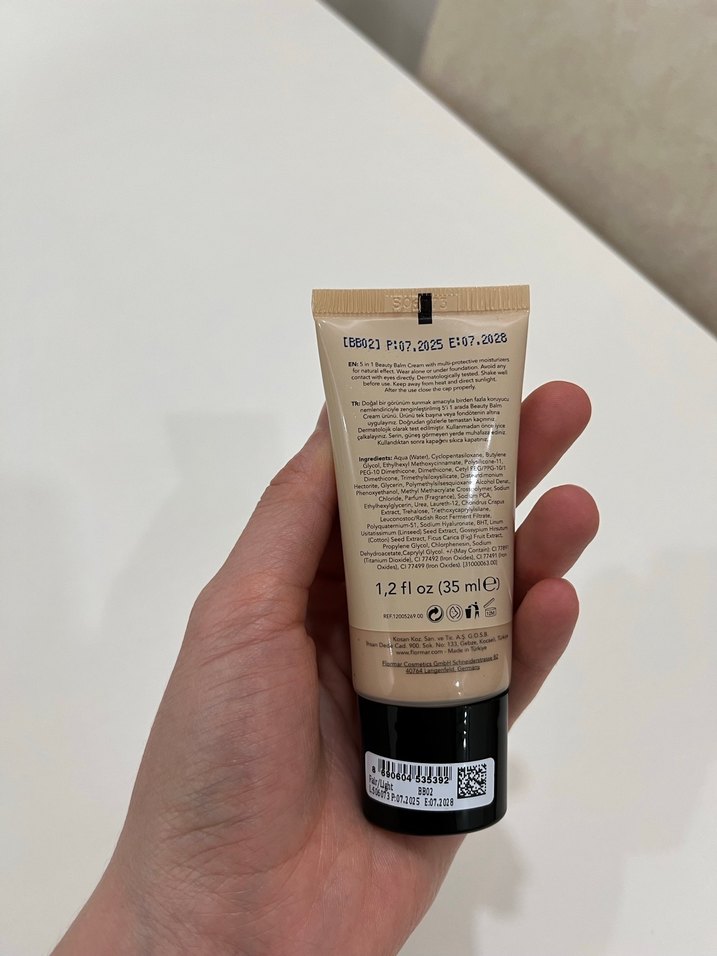 [BB02] P:07.2025 E:07.2028
EN: 5 in 1 Beauty Balm Cream with multi-protective moisturizers
for natural effect. Wear alone or under foundation. Avoid any
contact with eyes directly. Dermatologically tested. Shake well
before use. Keep away from heat and direct sunlight.
After the use close the cap properly.
TR: Doğal bir görünüm sunmak amacıyla birden fazla koruyucu
nemlendiriciyle zenginleştirilmiş 5'i 1 arada Beauty Balm
Cream ürünü. Ürünü tek başına veya fondötenin altına
uygulayınız. Doğrudan gözlerle temastan kaçınınız.
Dermatolojik olarak test edilmiştir. Kullanmadan önce iyice
çalkalayınız. Serin, güneş görmeyen yerde muhafaza ediniz.
Kullandıktan sonra kapağını sıkıca kapatınız.
Ingredients: Aqua (Water), Cyclopentasiloxane, Butylene
Glycol, Ethylhexyl Methoxycinnamate, Polysilicone-11,
PEG-10 Dimethicone, Dimethicone, Cetyl PEG/PPG-10/1
Dimethicone, Trimethylsiloxysilicate, Disteardimonium
Hectorite, Glycerin, Polymethylsilsesquioxane, Alcohol Denat.,
Phenoxyethanol, Methyl Methacrylate Crosspolymer, Sodium
Chloride, Parfum (Fragrance), Sodium PCA,
Ethylhexylglycerin, Urea, Laureth-12, Chondrus Crispus
Extract, Trehalose, Triethoxycaprylylsilane,
Leuconostoc/Radish Root Ferment Filtrate,
Polyquaternium-51, Sodium Hyaluronate, BHT, Linum
Usitatissimum (Linseed) Seed Extract, Gossypium Hirsutum
(Cotton) Seed Extract, Ficus Carica (Fig) Fruit Extract,
Propylene Glycol, Chlorphenesin, Sodium
Dehydroacetate,Caprylyl Glycol. +/-(May Contain): CI 77891
(Titanium Dioxide), CI 77492 (Iron Oxides), CI 77491 (Iron
Oxides), CI 77499 (Iron Oxides). [31000063.00]
1,2 fl oz (35 ml e)
REF.12005269.00
12M
Kosan Koz. San. ve Tic. A.Ş. G.O.S.B.
İhsan Dede Cad. 900. Sok. No: 133, Gebze, Kocaeli, Türkiye
www.flormar.com - Made in Türkiye
Flormar Cosmetics GmbH Schneiderstrasse 82
40764 Langenfeld, Germany
8 690604 535392
Fair/Light BB02
L:S06073 P:07.2025 E:07.2028